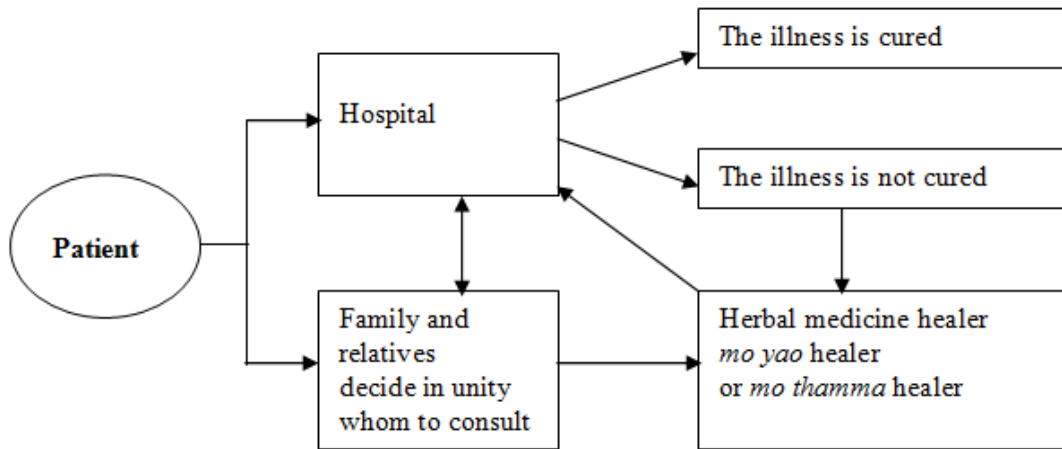 The illness is cured
Hospital
The illness is not cured
Patient
Family and
relatives
decide in unity
whom to consult
Herbal medicine healer
mo yao healer
or mo thamma healer